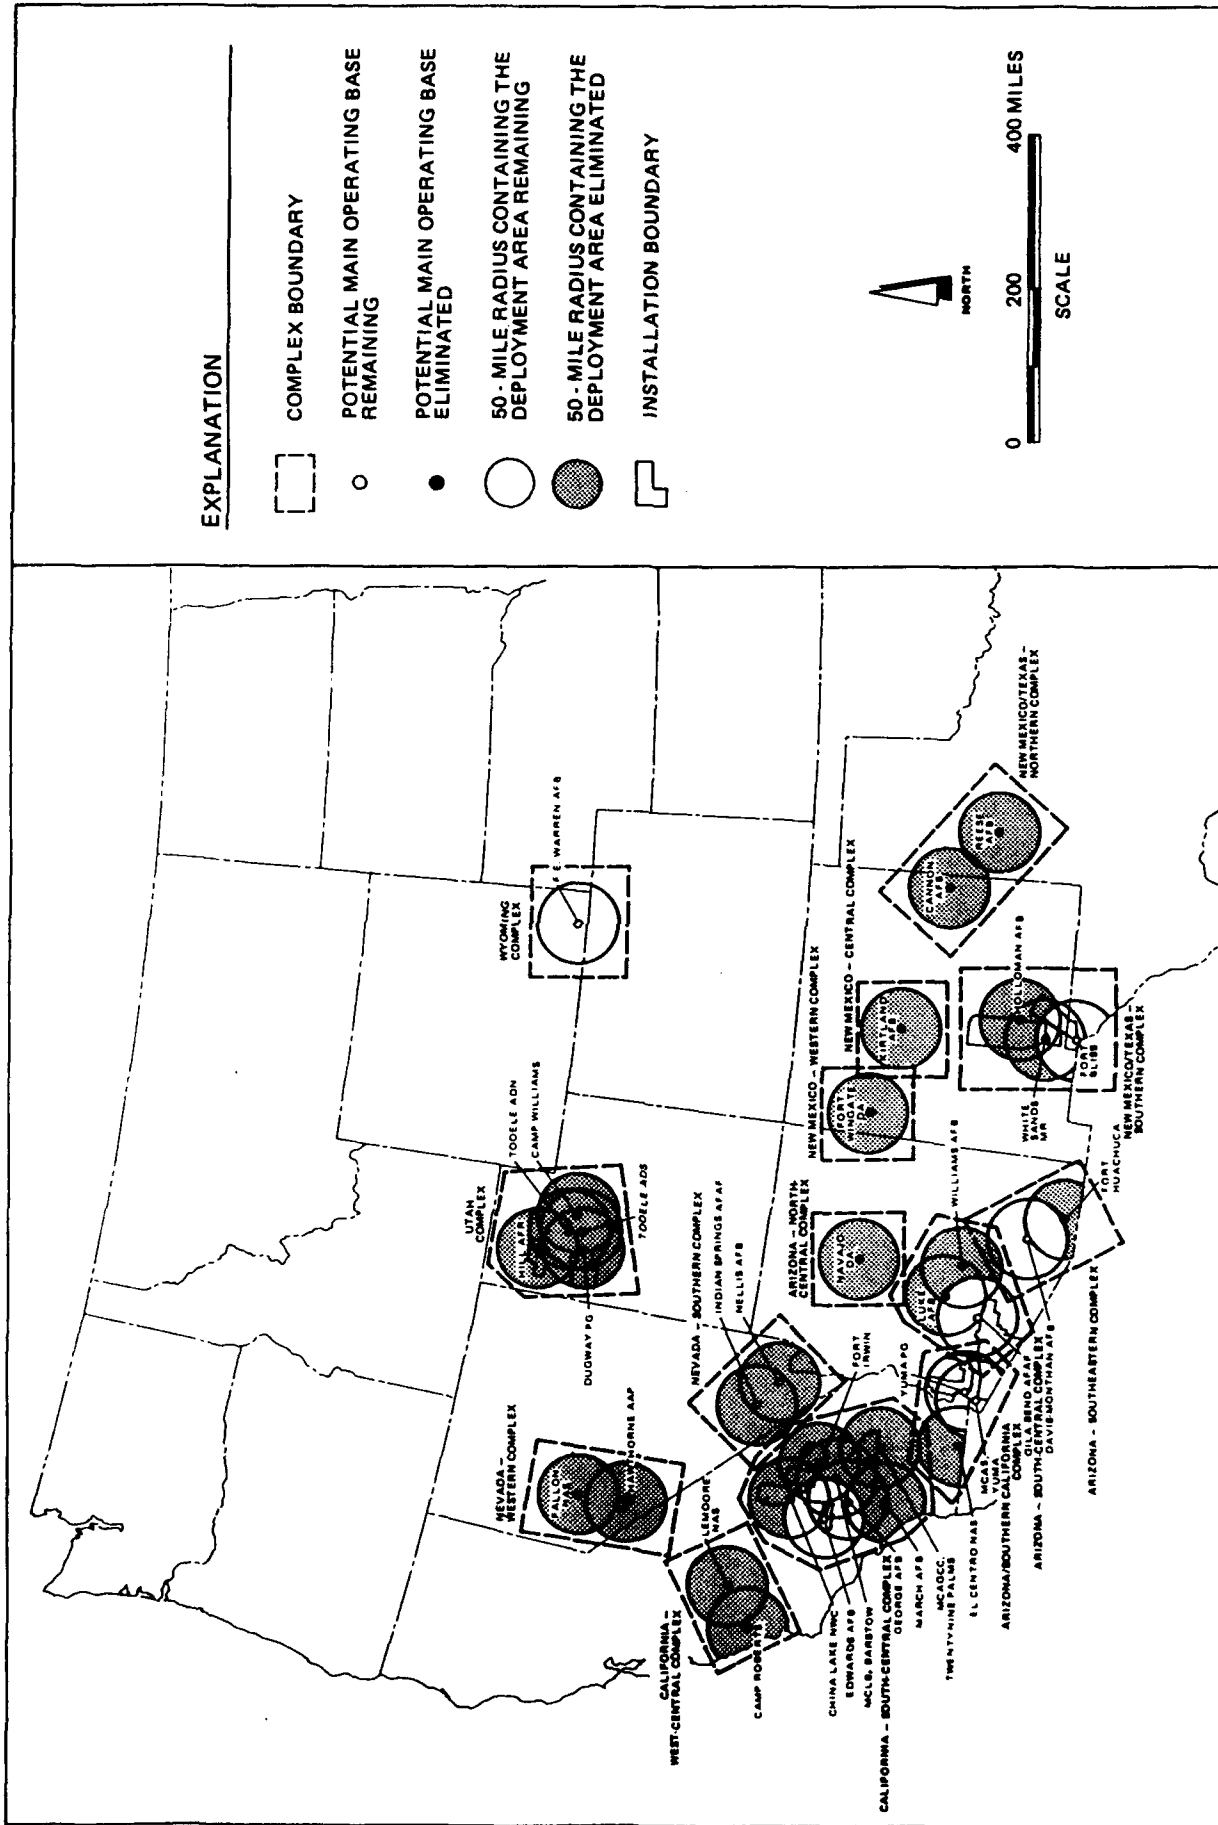 EXPLANATION
COMPLEX BOUNDARY
POTENTIAL MAIN OPERATING BASE
REMAINING
POTENTIAL MAIN OPERATING BASE
ELIMINATED
50 - MILE RADIUS CONTAINING THE
DEPLOYMENT AREA REMAINING
50 - MILE RADIUS CONTAINING THE
DEPLOYMENT AREA ELIMINATED
INSTALLATION BOUNDARY
NORTH
0 200 400 MILES
SCALE
WYOMING
COMPLEX
F. E. WARREN AFB
UTAH
COMPLEX
TOOELE ADN
CAMP WILLIAMS
HILL AFR
TOOELE ADS
DUGWAY PG
NEVADA –
WESTERN COMPLEX
FALLON
NAS
HAWTHORNE AAP
NEVADA – SOUTHERN COMPLEX
INDIAN SPRINGS AFAF
NELLIS AFB
CALIFORNIA –
WEST-CENTRAL COMPLEX
LEMOORE
NAS
CAMP ROBERTS
FORT
IRWIN
CHINA LAKE NWC
EDWARDS AFB
MCLB, BARSTOW
CALIFORNIA – SOUTH-CENTRAL COMPLEX
GEORGE AFB
MARCH AFB
MCAGCC,
TWENTYNINE PALMS
YUMA PG
EL CENTRO NAS
MCAS,
YUMA
ARIZONA/SOUTHERN CALIFORNIA
COMPLEX
GILA BEND AFAF
ARIZONA – SOUTH-CENTRAL COMPLEX
DAVIS-MONTHAN AFB
ARIZONA – SOUTHEASTERN COMPLEX
ARIZONA – NORTH-
CENTRAL COMPLEX
NAVAJO
DA
LUKE
AFB
WILLIAMS AFB
FORT
HUACHUCA
NEW MEXICO – WESTERN COMPLEX
FORT
WINGATE
DA
NEW MEXICO – CENTRAL COMPLEX
KIRTLAND
AFB
HOLLOMAN AFB
WHITE
SANDS
MR
FORT
BLISS
NEW MEXICO/TEXAS –
SOUTHERN COMPLEX
CANNON
AFB
REESE
AFB
NEW MEXICO/TEXAS –
NORTHERN COMPLEX